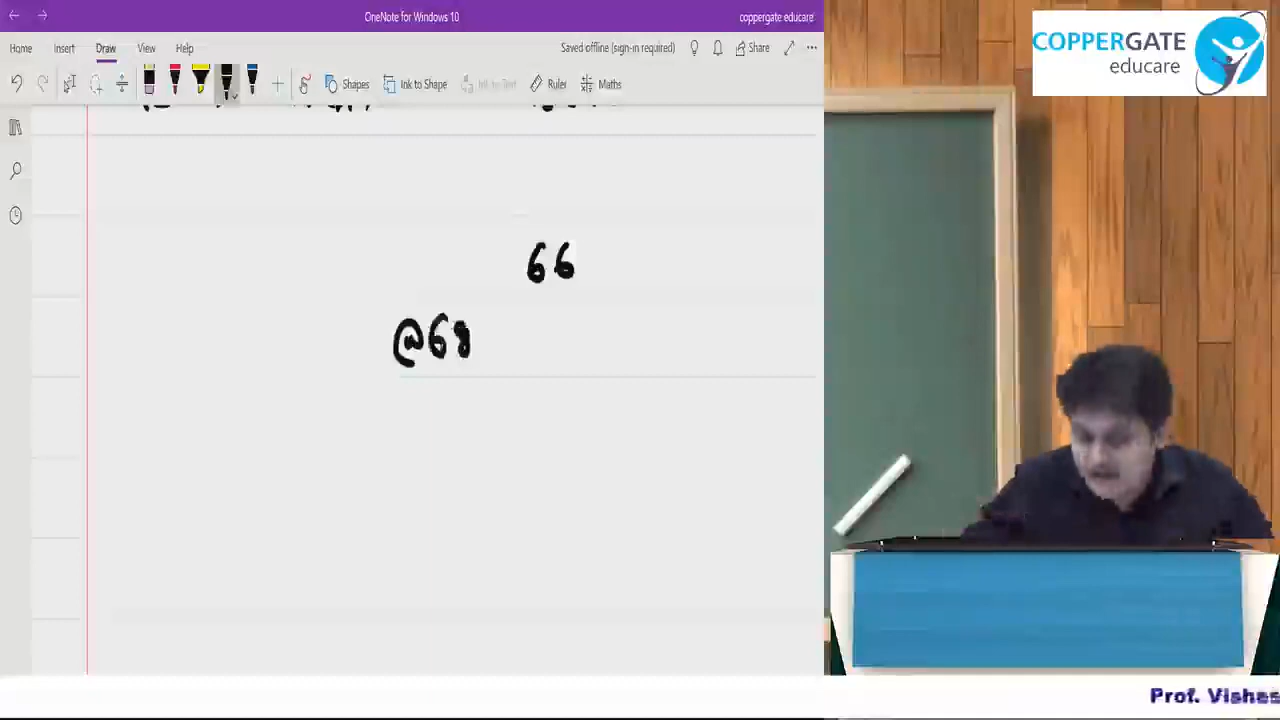 OneNote for Windows 10
coppergate educare
Home Insert Draw View Help
Saved offline (sign-in required)
Share
Shapes Ink to Shape Ink to Text Ruler Maths
COPPERGATE
educare
66
@68
Prof. Vishes